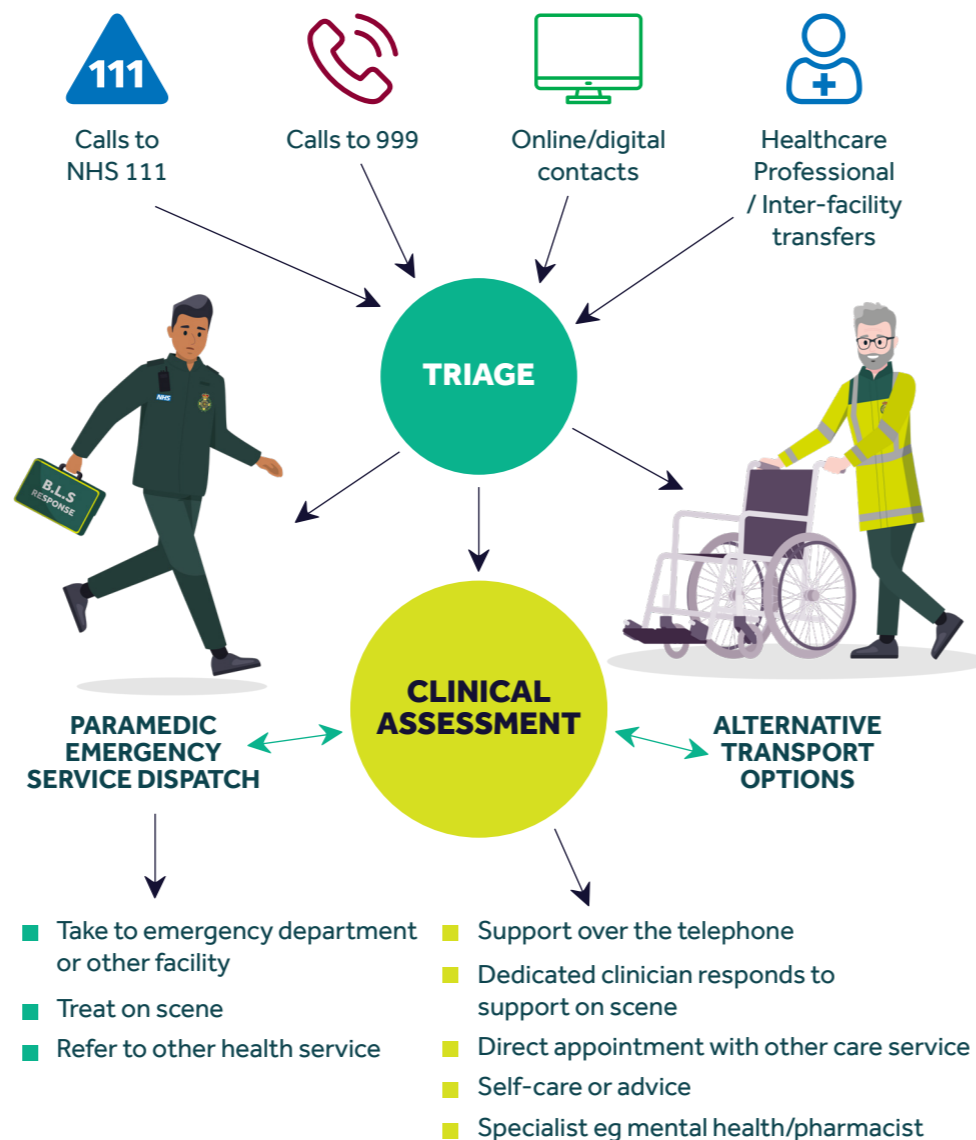 111
Calls to
NHS 111
Calls to 999
Online/digital
contacts
Healthcare
Professional
/ Inter-facility
transfers
TRIAGE
NHS
B.L.S
RESPONSE
CLINICAL
ASSESSMENT
PARAMEDIC
EMERGENCY
SERVICE DISPATCH
ALTERNATIVE
TRANSPORT
OPTIONS
Take to emergency department
or other facility
Treat on scene
Refer to other health service
Support over the telephone
Dedicated clinician responds to
support on scene
Direct appointment with other care service
Self-care or advice
Specialist eg mental health/pharmacist